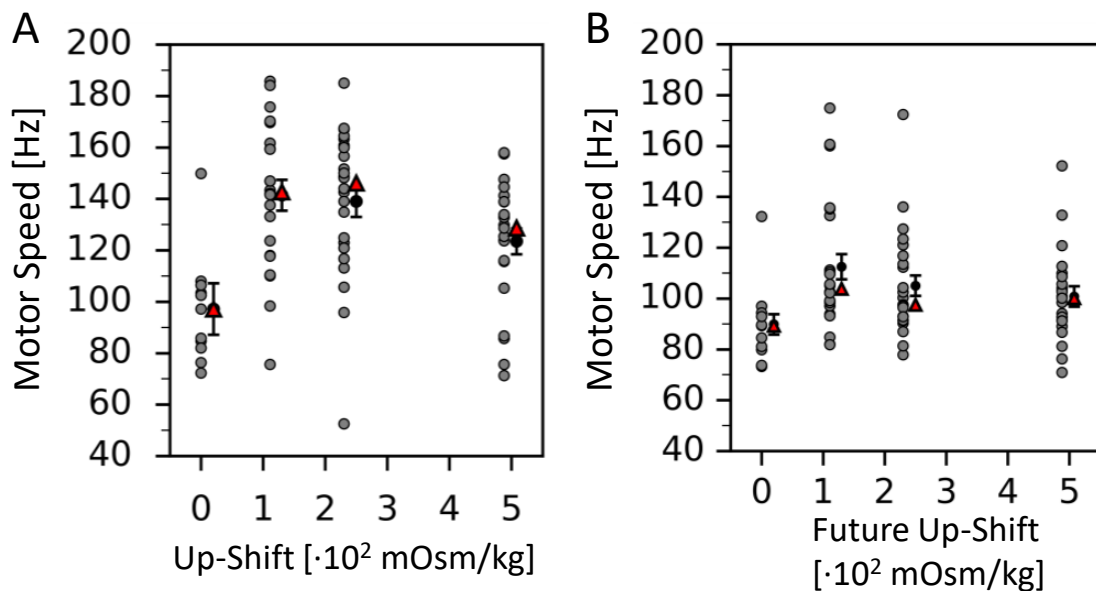 A
200
180
160
140
120
100
80
60
40
Motor Speed [Hz]
0 1 2 3 4 5
Up-Shift [·10² mOsm/kg]
B
200
180
160
140
120
100
80
60
40
Motor Speed [Hz]
0 1 2 3 4 5
Future Up-Shift
[·10² mOsm/kg]